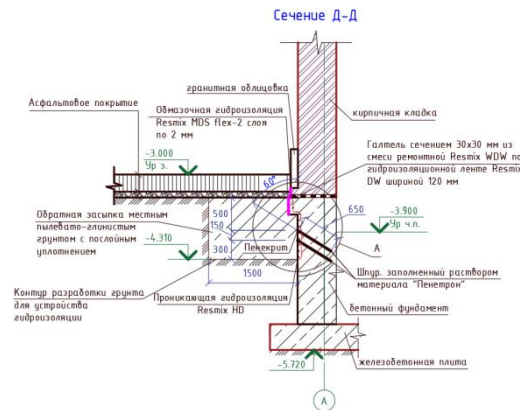 Сечение Д-Д
гранитная облицовка
Асфальтовое покрытие
Обмазочная гидроизоляция
Resmix MDS flex-2 слоя
по 2 мм
кирпичная кладка
-3.000
Ур з.
Галтель сечением 30х30 мм из
смеси ремонтной Resmix WDW по
гидроизоляционной ленте Resmix
DW шириной 120 мм
60°
500
150
300
650
-3.900
Ур ч.п.
Обратная засыпка местным
пылевато-глинистым
грунтом с послойным
уплотнением
-4.310
Пенекрит
А
1500
Шпур, заполненный раствором
материала "Пенетрон"
Контур разработки грунта
для устройства
гидроизоляции
Проникающая гидроизоляция
Resmix HD
бетонный фундамент
-5.720
железобетонная плита
А